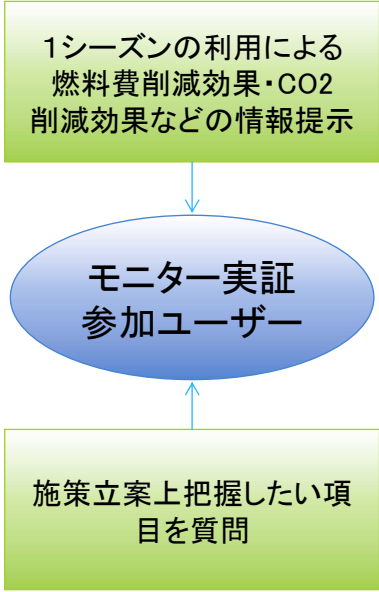 １シーズンの利用による
燃料費削減効果・CO2
削減効果などの情報提示
モニター実証
参加ユーザー
施策立案上把握したい項
目を質問